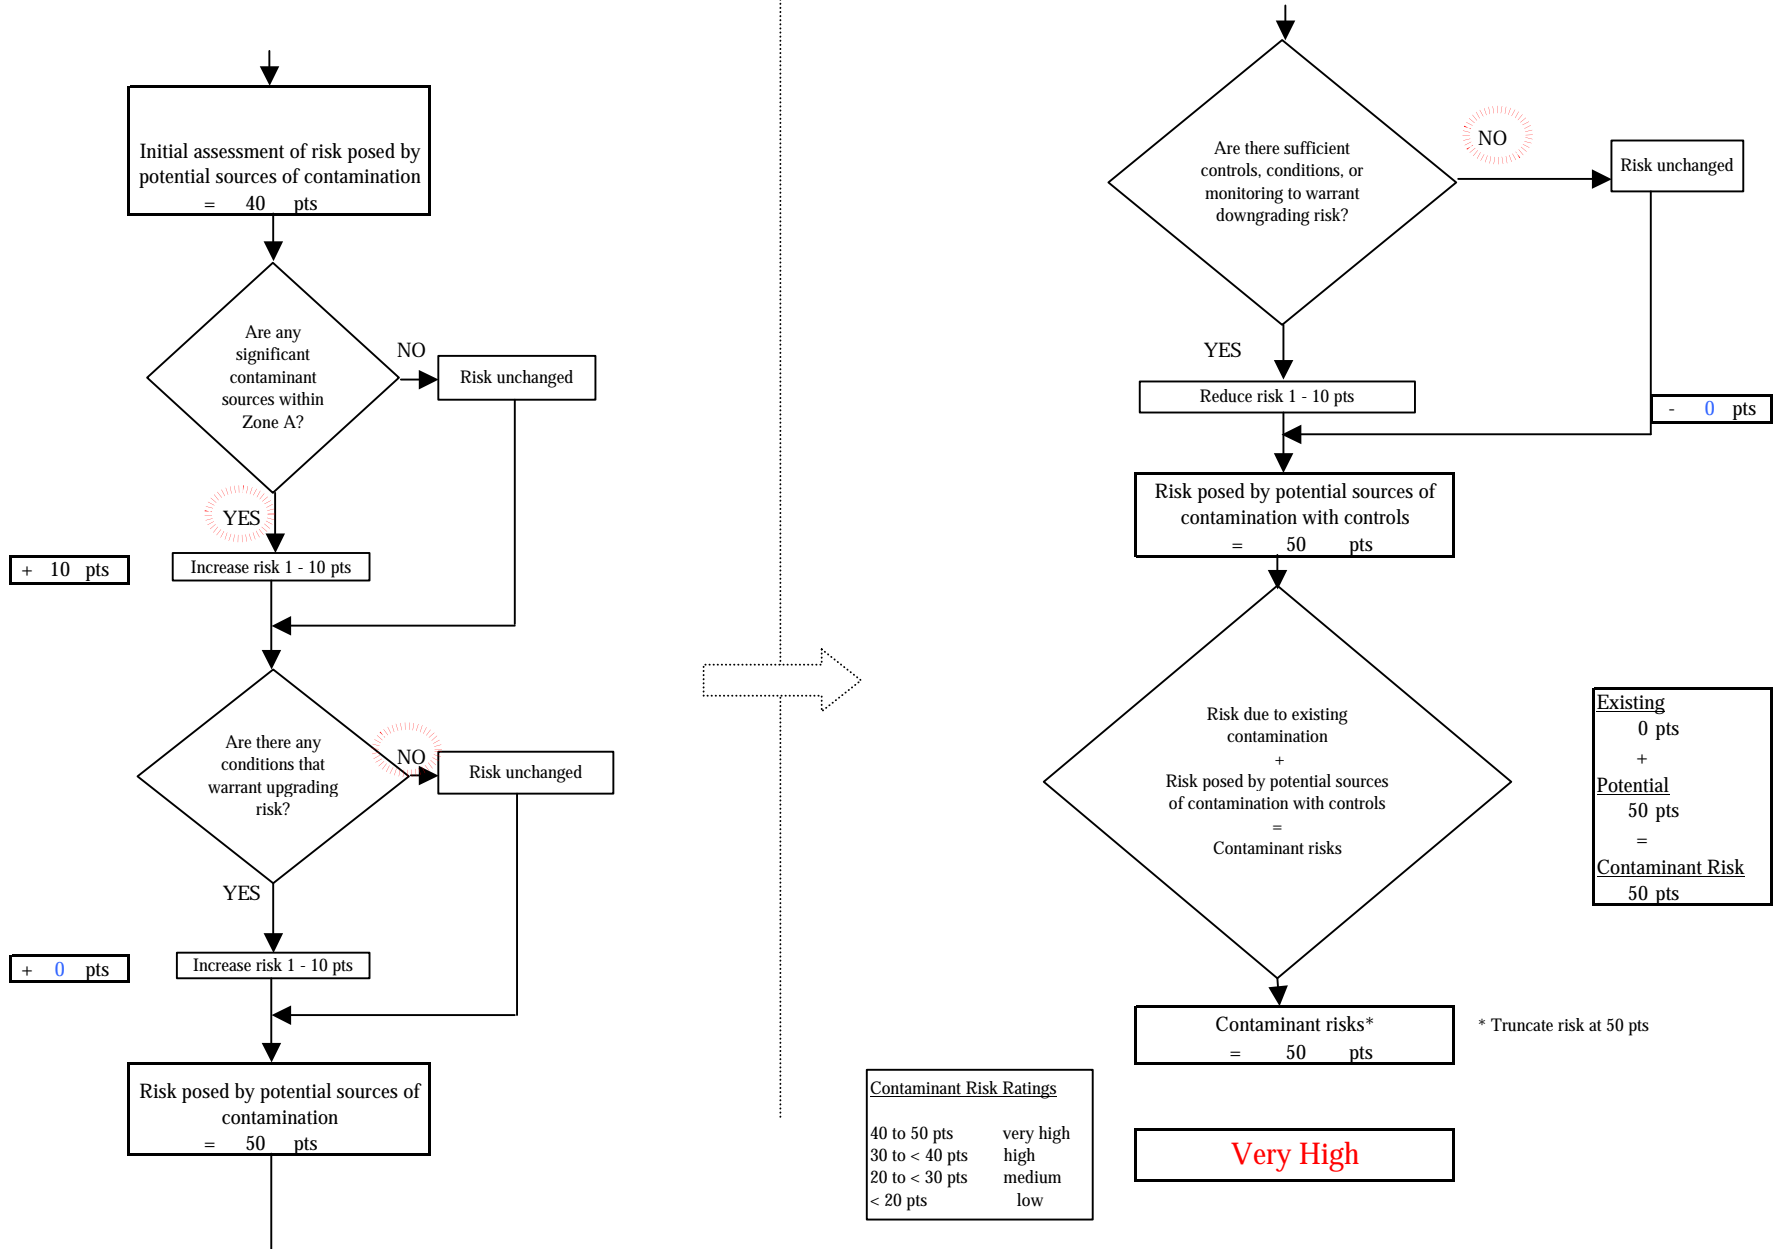 Initial assessment of risk posed by
potential sources of contamination
= 40 pts
Are any
significant
contaminant
sources within
Zone A?
NO
Risk unchanged
YES
+ 10 pts
Increase risk 1 - 10 pts
Are there any
conditions that
warrant upgrading
risk?
NO
Risk unchanged
YES
+ 0 pts
Increase risk 1 - 10 pts
Risk posed by potential sources of
contamination
= 50 pts
Are there sufficient
controls, conditions, or
monitoring to warrant
downgrading risk?
NO
Risk unchanged
YES
Reduce risk 1 - 10 pts
- 0 pts
Risk posed by potential sources of
contamination with controls
= 50 pts
Risk due to existing
contamination
+
Risk posed by potential sources
of contamination with controls
=
Contaminant risks
Existing
0 pts
+
Potential
50 pts
=
Contaminant Risk
50 pts
Contaminant risks*
= 50 pts
* Truncate risk at 50 pts
Contaminant Risk Ratings
40 to 50 pts very high
30 to < 40 pts high
20 to < 30 pts medium
< 20 pts low
Very High